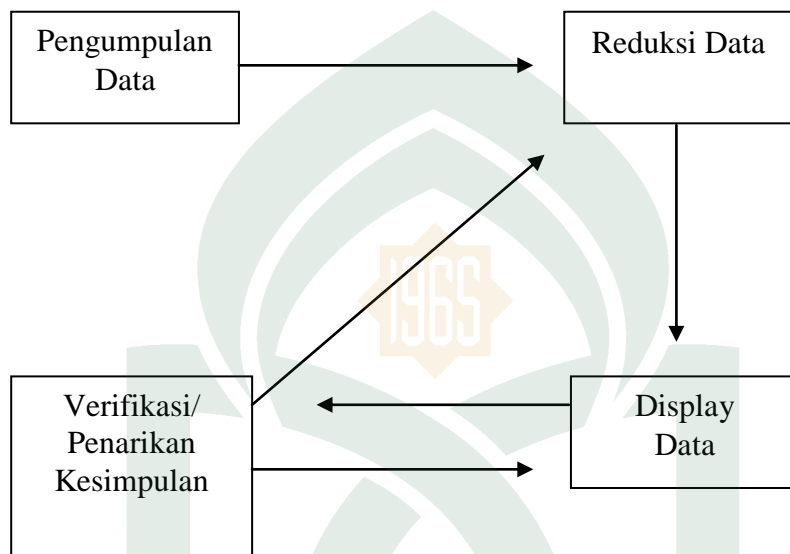 Pengumpulan
Data
Reduksi Data
1965
Verifikasi/
Penarikan
Kesimpulan
Display
Data